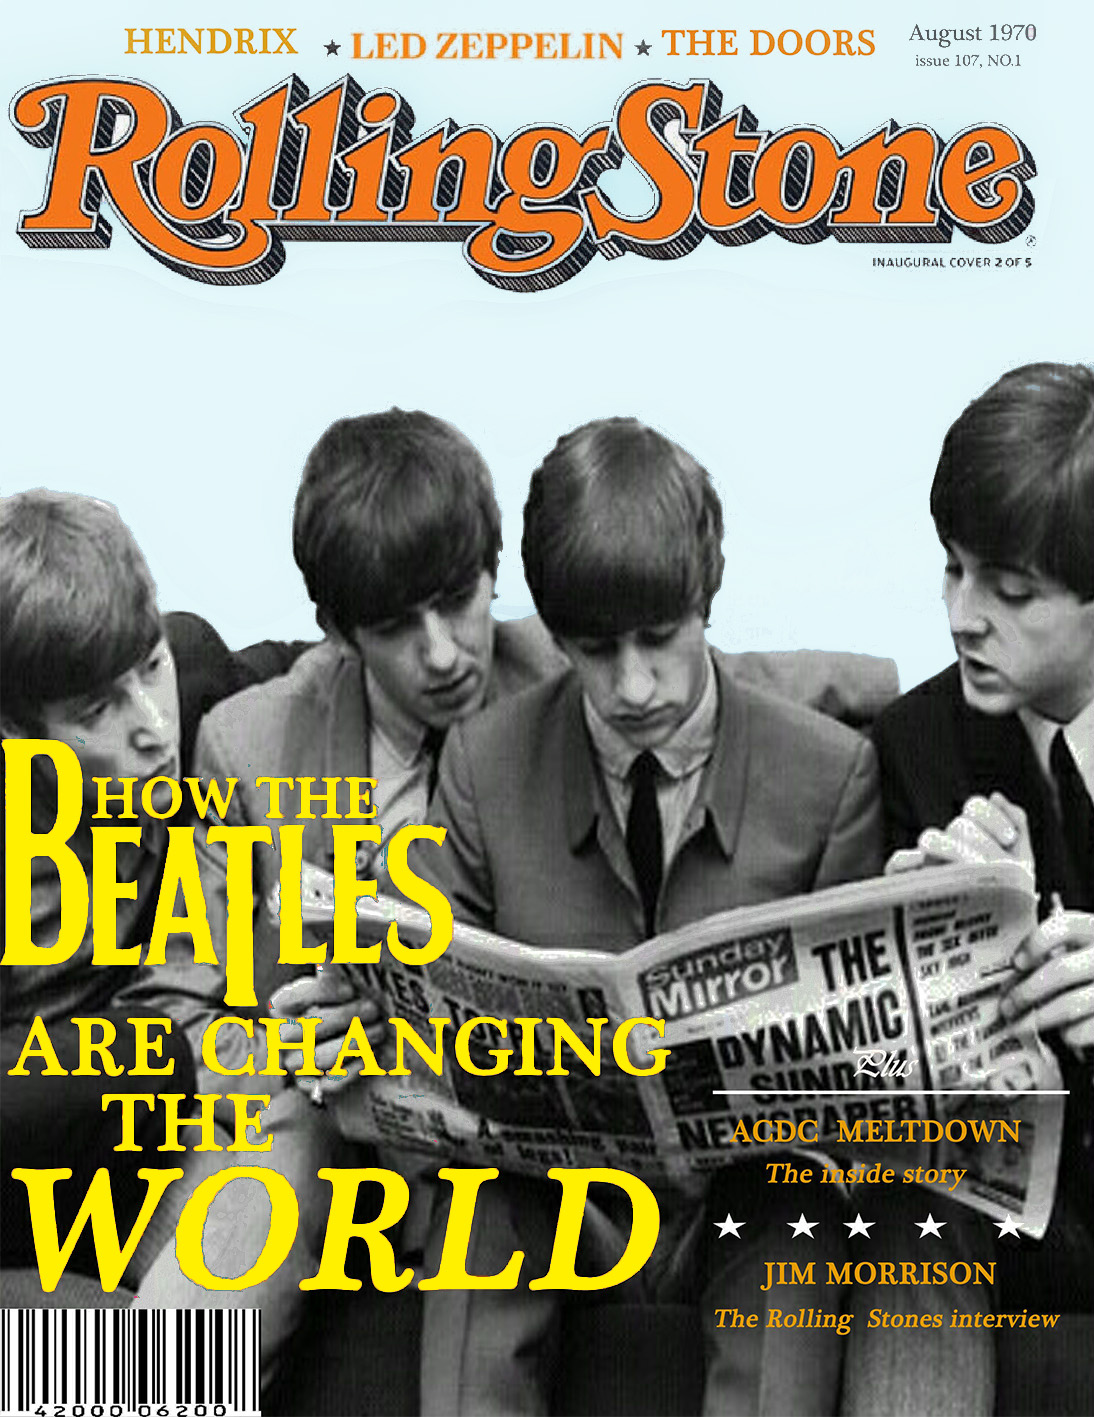 HENDRIX ★ LED ZEPPELIN ★ THE DOORS
August 1970
issue 107, NO.1
RollingStone
INAUGURAL COVER 2 OF 5
HOW THE
BEATLES
ARE CHANGING
THE
WORLD
Sunday
Mirror
THE
DYNAMIC
SUND
NEWSPAPER
Plus
ACDC MELTDOWN
The inside story
★ ★ ★ ★ ★
JIM MORRISON
The Rolling Stones interview
42000 06200